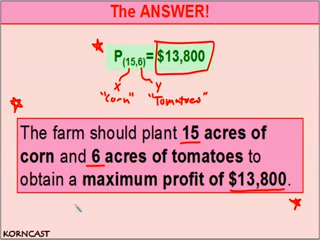 The ANSWER!
P(15,6)= $13,800
x y
"Corn" "Tomatoes"
The farm should plant 15 acres of
corn and 6 acres of tomatoes to
obtain a maximum profit of $13,800.
KORNCAST